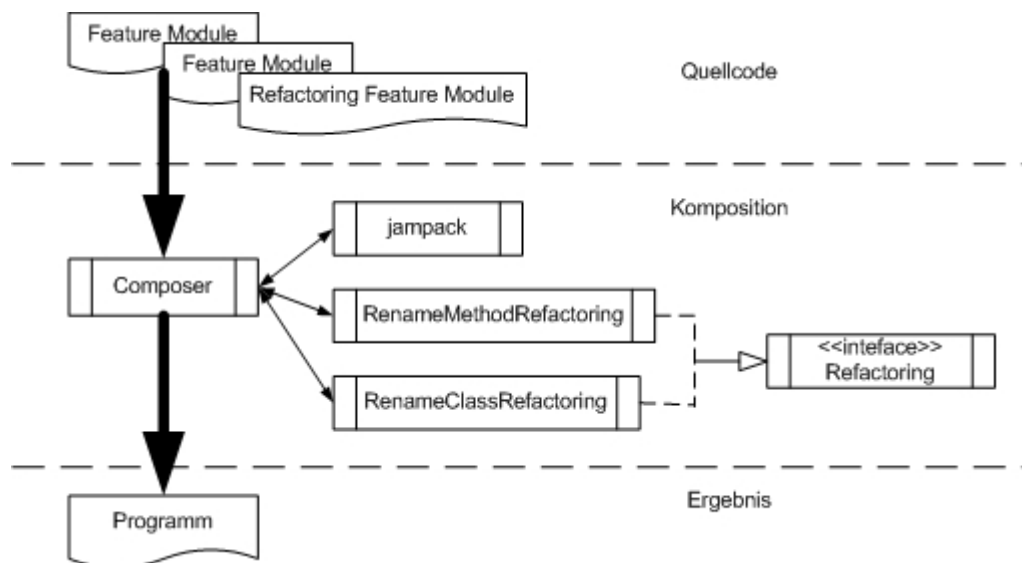 Feature Module
Feature Module
Refactoring Feature Module
Quellcode
Komposition
jampack
Composer
RenameMethodRefactoring
<<inteface>>
Refactoring
RenameClassRefactoring
Ergebnis
Programm